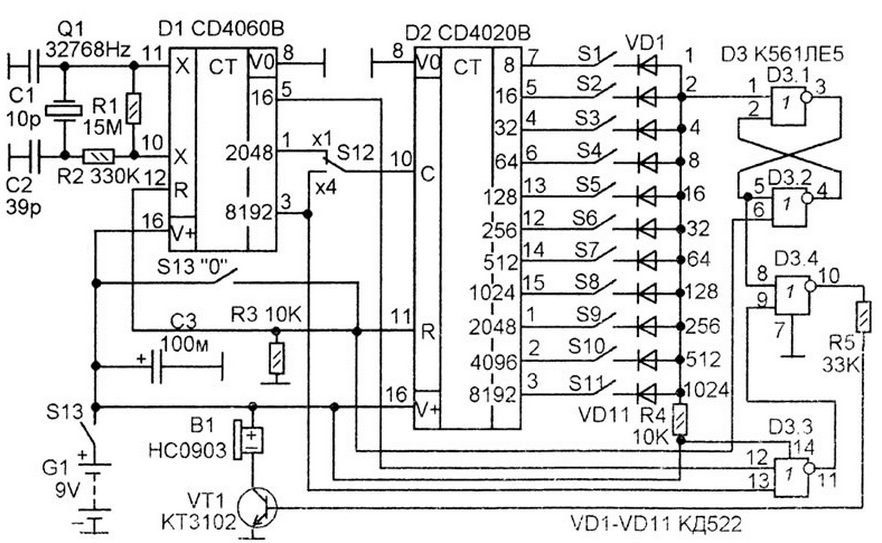 Q1
32768Hz
C1
10p
R1
15M
C2
39p
R2 330K
D1 CD4060B
11
X
CT
V0
8
16
5
10
X
2048
1
12
R
8192
3
16
V+
x1
S12
x4
S13 "0"
R3 10K
C3
100м
+
S13
+
G1
9V
B1
HC0903
+
VT1
KT3102
D2 CD4020B
8
V0
CT
10
C
11
R
16
V+
8 7 S1 VD1 1
16 5 S2 2
32 4 S3 4
64 6 S4 8
128 13 S5 16
256 12 S6 32
512 14 S7 64
1024 15 S8 128
2048 1 S9 256
4096 2 S10 512
8192 3 S11 1024
VD11 R4
10K
D3 К561ЛЕ5
D3.1
1
2
1
3
D3.2
5
6
1
4
D3.4
8
9
1
10
7
R5
33K
D3.3
12
13
1
14
11
VD1-VD11 КД522